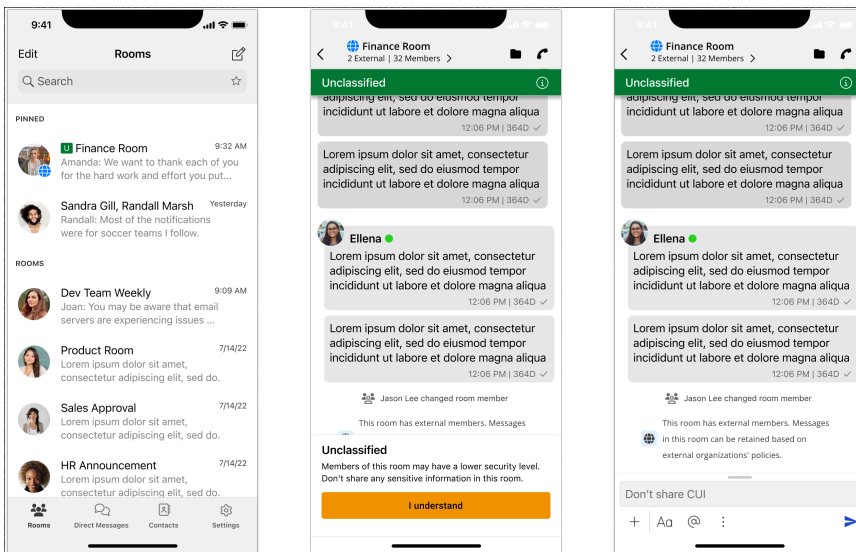 9:41
Edit
Rooms
Search
PINNED
U Finance Room 9:32 AM
Amanda: We want to thank each of you
for the hard work and effort you put...
Sandra Gill, Randall Marsh Yesterday
Randall: Most of the notifications
were for soccer teams I follow.
ROOMS
Dev Team Weekly 9:09 AM
Joan: You may be aware that email
servers are experiencing issues ...
Product Room 7/14/22
Lorem ipsum dolor sit amet,
consectetur adipiscing elit, sed do.
Sales Approval 7/14/22
Lorem ipsum dolor sit amet,
consectetur adipiscing elit, sed do.
HR Announcement 7/14/22
Lorem ipsum dolor sit amet,
consectetur adipiscing elit, sed do.
Rooms
Direct Messages
Contacts
Settings
9:41
Finance Room
2 External | 32 Members
Unclassified
adipiscing elit, sed do eiusmod tempor
incididunt ut labore et dolore magna aliqua
12:06 PM | 364D
Lorem ipsum dolor sit amet, consectetur
adipiscing elit, sed do eiusmod tempor
incididunt ut labore et dolore magna aliqua
12:06 PM | 364D
Ellena
Lorem ipsum dolor sit amet, consectetur
adipiscing elit, sed do eiusmod tempor
incididunt ut labore et dolore magna aliqua
12:06 PM | 364D
Lorem ipsum dolor sit amet, consectetur
adipiscing elit, sed do eiusmod tempor
incididunt ut labore et dolore magna aliqua
12:06 PM | 364D
Jason Lee changed room member
This room has external members. Messages
Unclassified
Members of this room may have a lower security level.
Don't share any sensitive information in this room.
I understand
9:41
Finance Room
2 External | 32 Members
Unclassified
adipiscing elit, sed do eiusmod tempor
incididunt ut labore et dolore magna aliqua
12:06 PM | 364D
Lorem ipsum dolor sit amet, consectetur
adipiscing elit, sed do eiusmod tempor
incididunt ut labore et dolore magna aliqua
12:06 PM | 364D
Ellena
Lorem ipsum dolor sit amet, consectetur
adipiscing elit, sed do eiusmod tempor
incididunt ut labore et dolore magna aliqua
12:06 PM | 364D
Lorem ipsum dolor sit amet, consectetur
adipiscing elit, sed do eiusmod tempor
incididunt ut labore et dolore magna aliqua
12:06 PM | 364D
Jason Lee changed room member
This room has external members. Messages
in this room can be retained based on
external organizations' policies.
Don't share CUI
+ Aa @